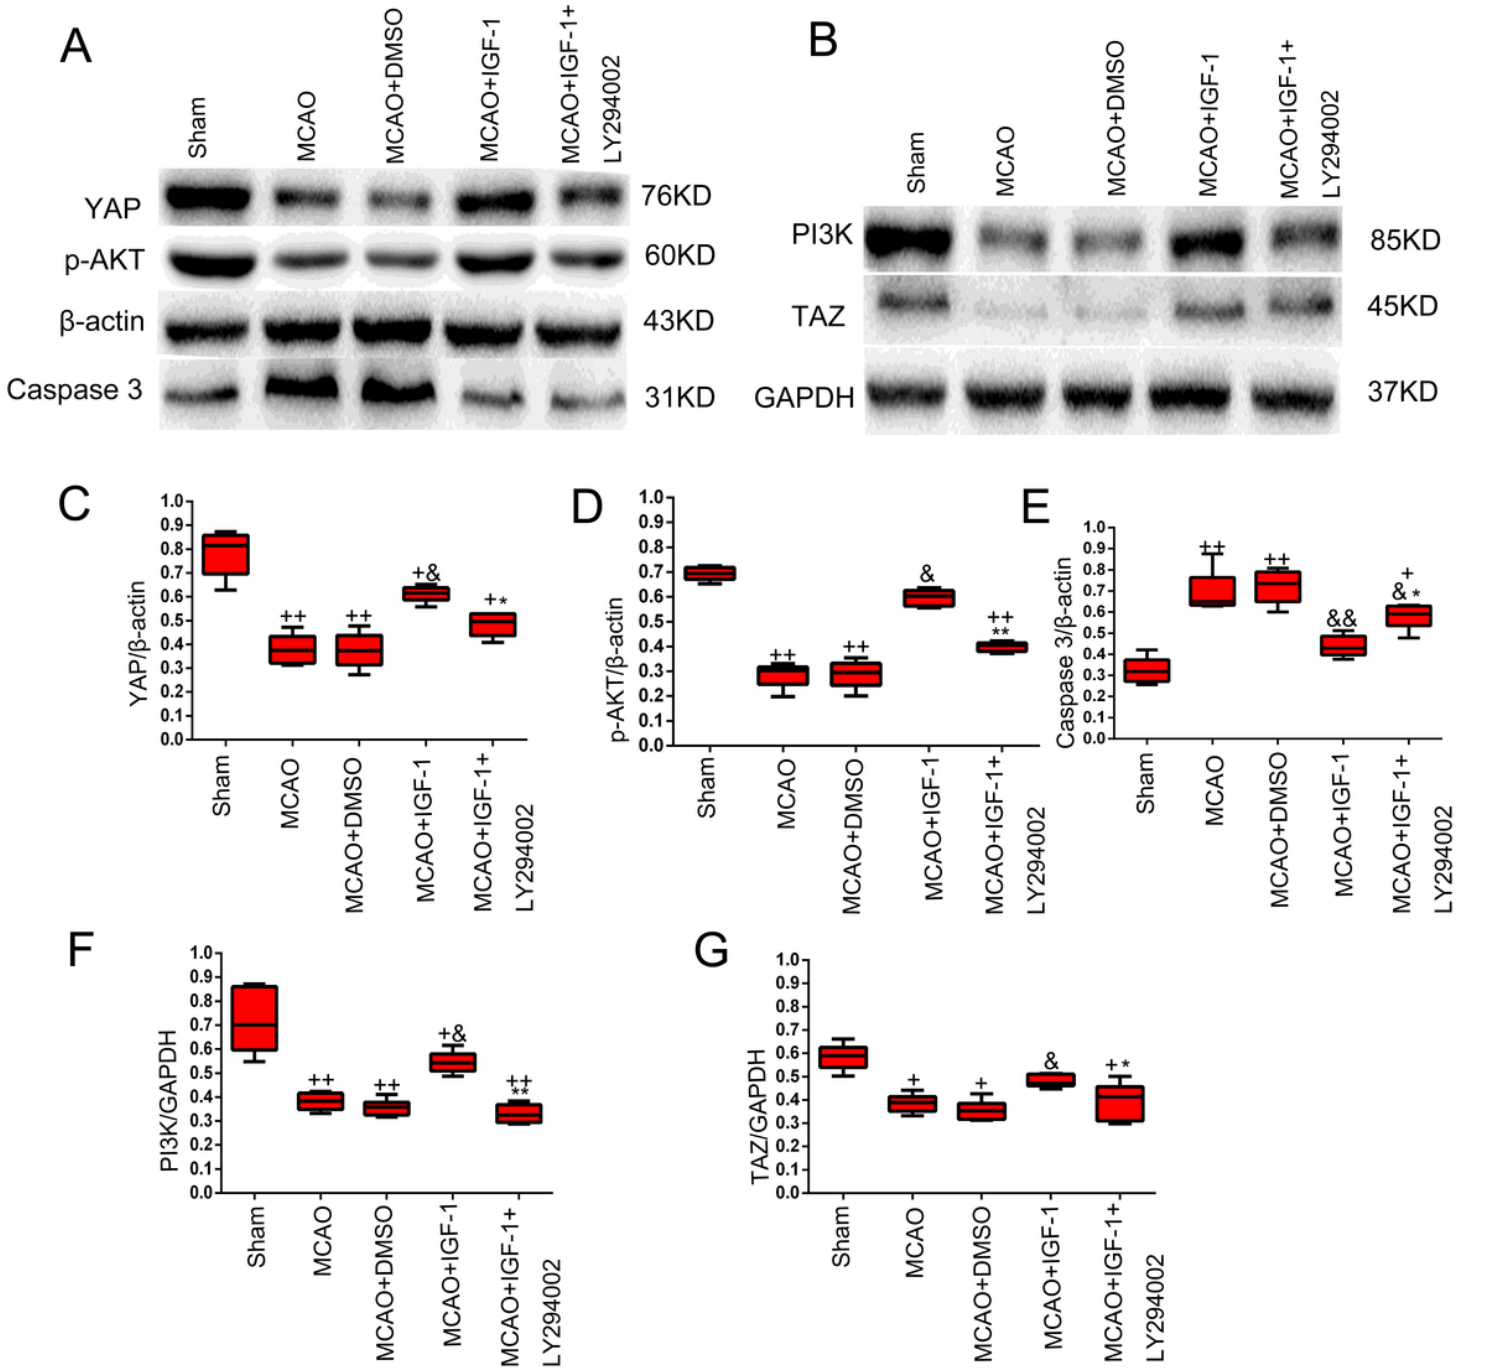 A
Sham
MCAO
MCAO+DMSO
MCAO+IGF-1
MCAO+IGF-1+
LY294002
YAP
76KD
p-AKT
60KD
β-actin
43KD
Caspase 3
31KD
B
Sham
MCAO
MCAO+DMSO
MCAO+IGF-1
MCAO+IGF-1+
LY294002
PI3K
85KD
TAZ
45KD
GAPDH
37KD
C
YAP/β-actin
1.0
0.9
0.8
0.7
0.6
0.5
0.4
0.3
0.2
0.1
0.0
++
++
+&
+*
Sham
MCAO
MCAO+DMSO
MCAO+IGF-1
MCAO+IGF-1+
LY294002
D
p-AKT/β-actin
1.0
0.9
0.8
0.7
0.6
0.5
0.4
0.3
0.2
0.1
0.0
++
++
&
++
**
Sham
MCAO
MCAO+DMSO
MCAO+IGF-1
MCAO+IGF-1+
LY294002
E
Caspase 3/β-actin
1.0
0.9
0.8
0.7
0.6
0.5
0.4
0.3
0.2
0.1
0.0
++
++
&&
+
&*
Sham
MCAO
MCAO+DMSO
MCAO+IGF-1
MCAO+IGF-1+
LY294002
F
PI3K/GAPDH
1.0
0.9
0.8
0.7
0.6
0.5
0.4
0.3
0.2
0.1
0.0
++
++
+&
++
**
Sham
MCAO
MCAO+DMSO
MCAO+IGF-1
MCAO+IGF-1+
LY294002
G
TAZ/GAPDH
1.0
0.9
0.8
0.7
0.6
0.5
0.4
0.3
0.2
0.1
0.0
+
+
&
+*
Sham
MCAO
MCAO+DMSO
MCAO+IGF-1
MCAO+IGF-1+
LY294002